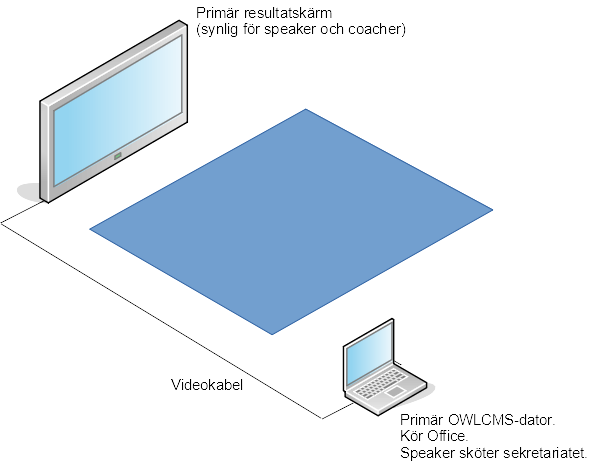 Primär resultatskärm
(synlig för speaker och coacher)
Videokabel
Primär OWLCMS-dator.
Kör Office.
Speaker sköter sekretariatet.